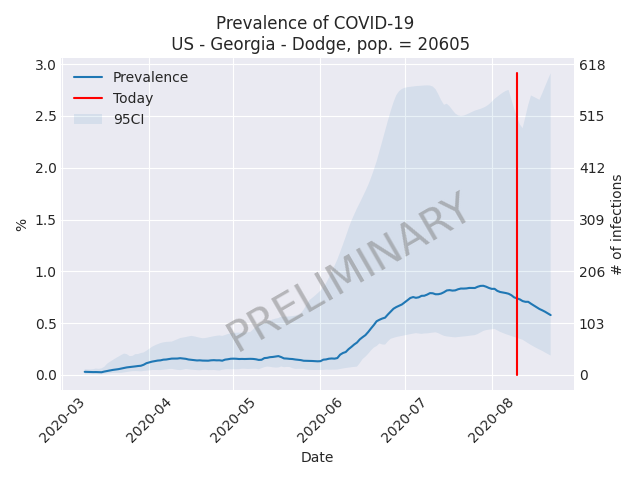 Prevalence of COVID-19
US - Georgia - Dodge, pop. = 20605
Prevalence
Today
95CI
PRELIMINARY
3.0
2.5
2.0
1.5
1.0
0.5
0.0
%
618
515
412
309
206
103
0
# of infections
2020-03
2020-04
2020-05
2020-06
2020-07
2020-08
Date